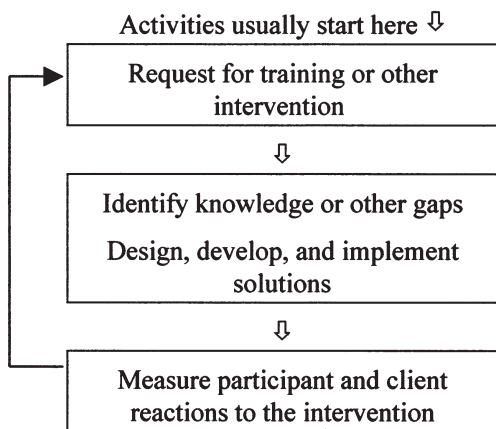 Activities usually start here ⇩
Request for training or other
intervention
⇩
Identify knowledge or other gaps
Design, develop, and implement
solutions
⇩
Measure participant and client
reactions to the intervention